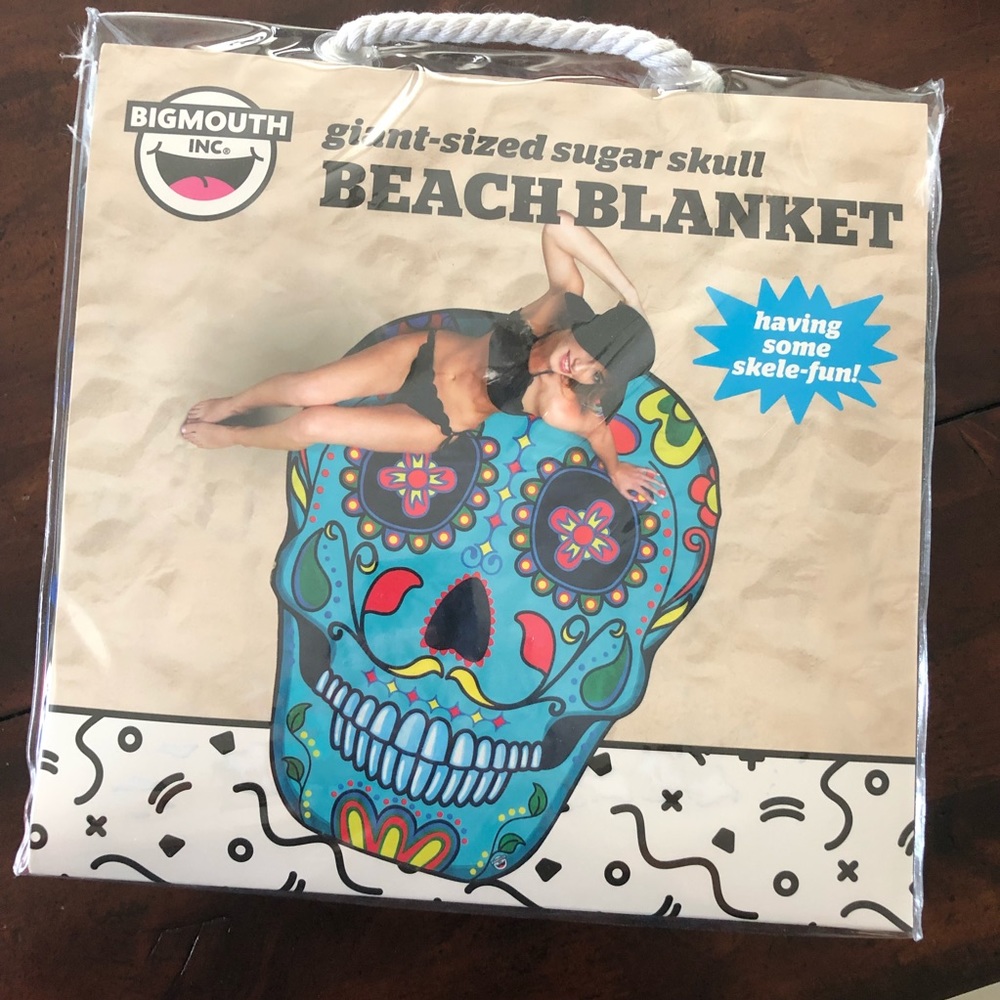 BIGMOUTH
INC.®
giant-sized sugar skull
BEACH BLANKET
having
some
skele-fun!